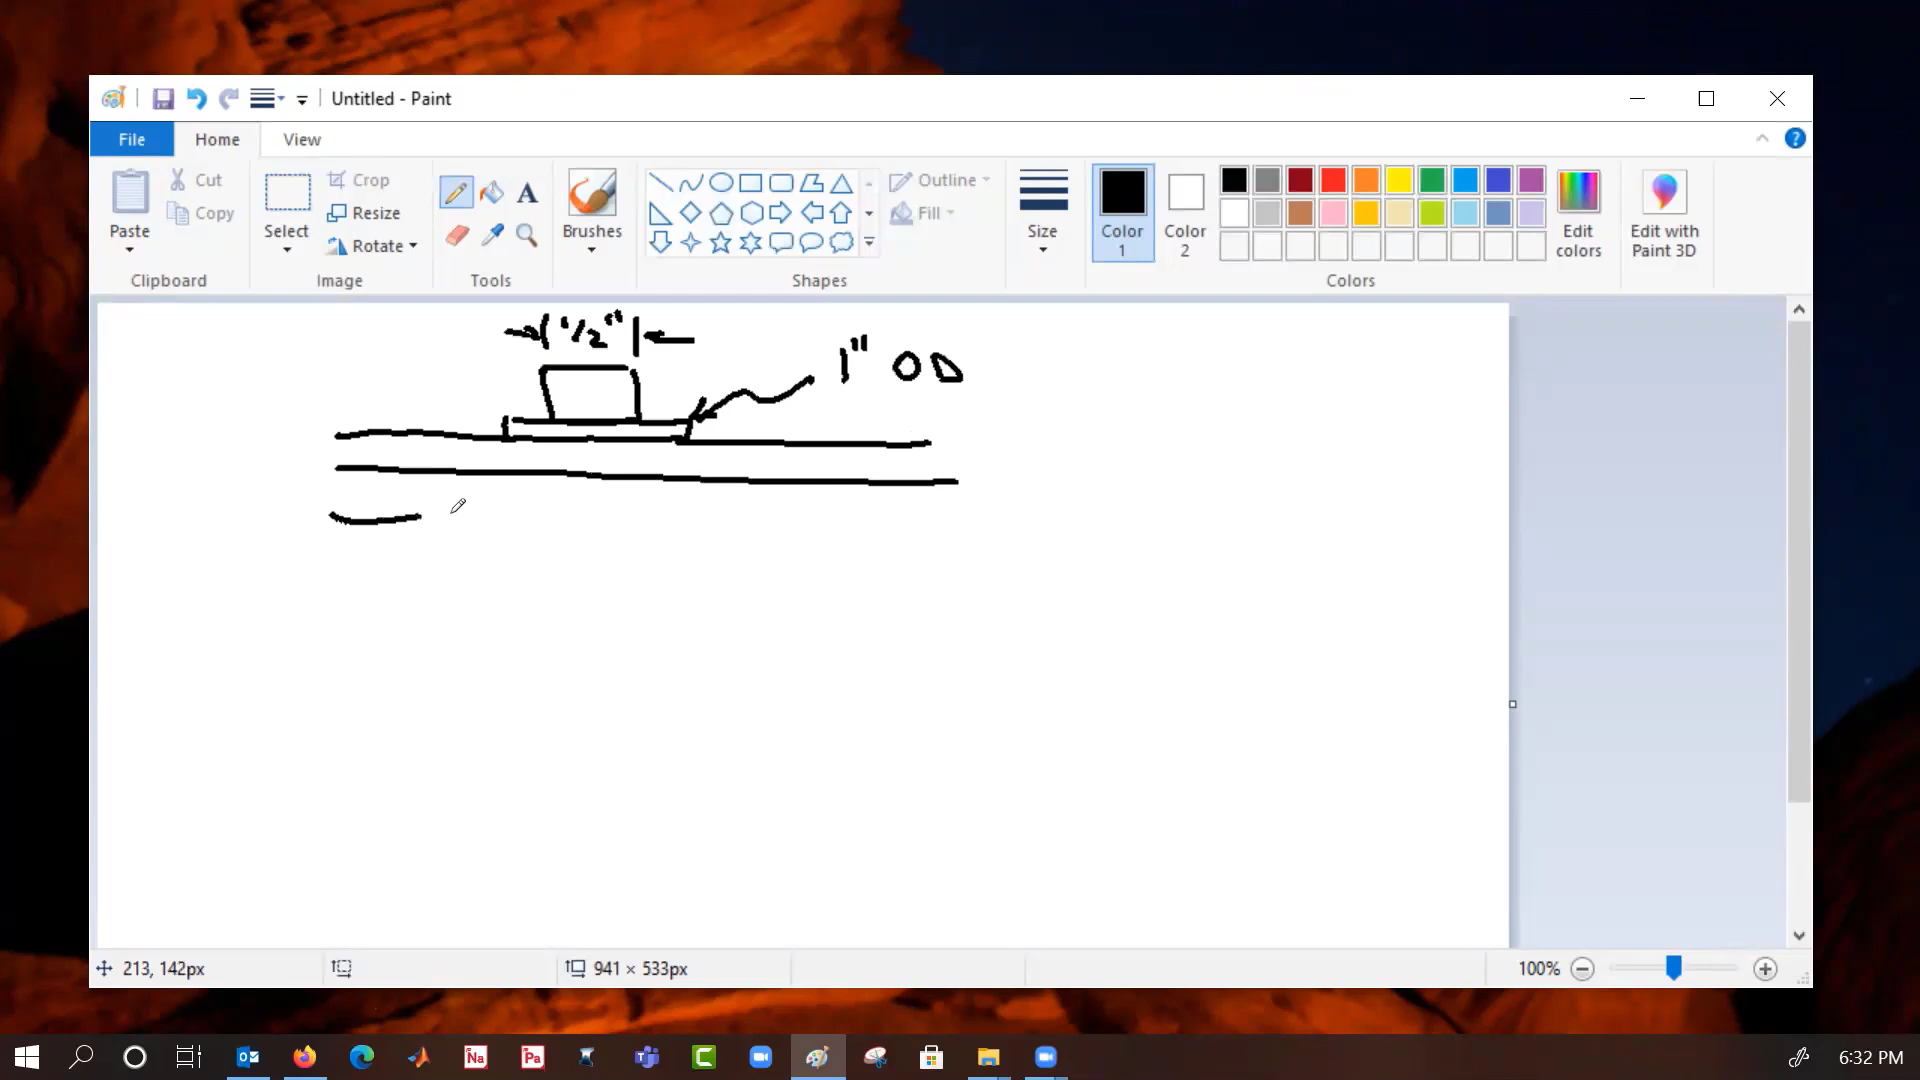 Untitled - Paint
File Home View
Cut
Copy
Paste
Clipboard
Crop
Resize
Rotate
Select
Image
A
Tools
Brushes
Outline
Fill
Shapes
Size
Color 1
Color 2
Edit colors
Colors
Edit with Paint 3D
1/2"
1" OD
213, 142px
941 × 533px
100%
Na
Pa
6:32 PM